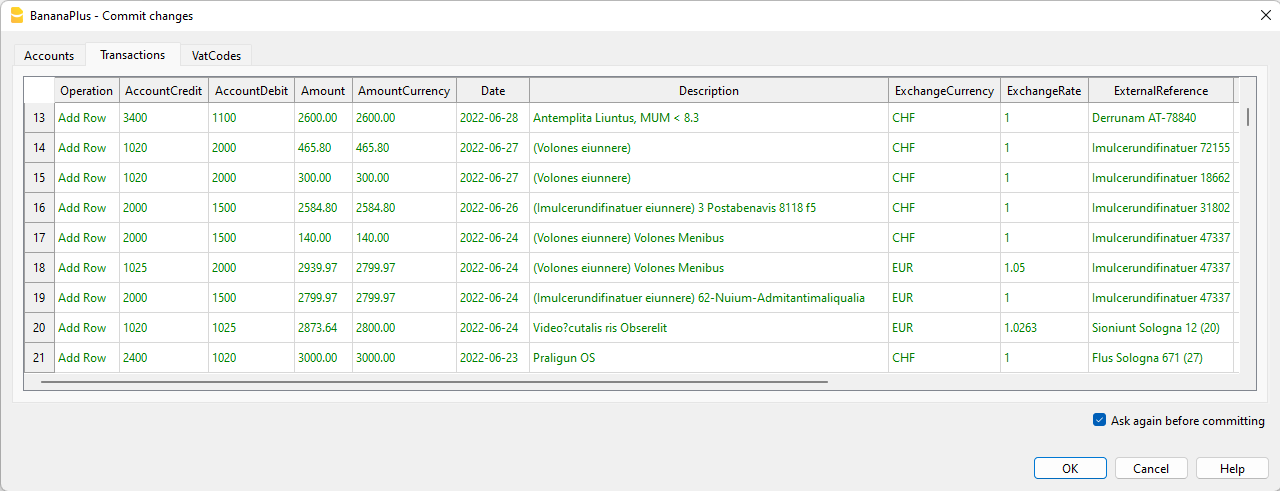 BananaPlus - Commit changes
Accounts Transactions VatCodes
Operation AccountCredit AccountDebit Amount AmountCurrency Date Description ExchangeCurrency ExchangeRate ExternalReference
13 Add Row 3400 1100 2600.00 2600.00 2022-06-28 Antemplita Liuntus, MUM < 8.3 CHF 1 Derrunam AT-78840
14 Add Row 1020 2000 465.80 465.80 2022-06-27 (Volones eiunnere) CHF 1 Imulcerundifinatuer 72155
15 Add Row 1020 2000 300.00 300.00 2022-06-27 (Volones eiunnere) CHF 1 Imulcerundifinatuer 18662
16 Add Row 2000 1500 2584.80 2584.80 2022-06-26 (Imulcerundifinatuer eiunnere) 3 Postabenavis 8118 f5 CHF 1 Imulcerundifinatuer 31802
17 Add Row 2000 1500 140.00 140.00 2022-06-24 (Volones eiunnere) Volones Menibus CHF 1 Imulcerundifinatuer 47337
18 Add Row 1025 2000 2939.97 2799.97 2022-06-24 (Volones eiunnere) Volones Menibus EUR 1.05 Imulcerundifinatuer 47337
19 Add Row 2000 1500 2799.97 2799.97 2022-06-24 (Imulcerundifinatuer eiunnere) 62-Nuium-Admitantimaliqualia EUR 1 Imulcerundifinatuer 47337
20 Add Row 1020 1025 2873.64 2800.00 2022-06-24 Video?cutalis ris Obserelit EUR 1.0263 Sioniunt Sologna 12 (20)
21 Add Row 2400 1020 3000.00 3000.00 2022-06-23 Praligun OS CHF 1 Flus Sologna 671 (27)
Ask again before committing
OK Cancel Help